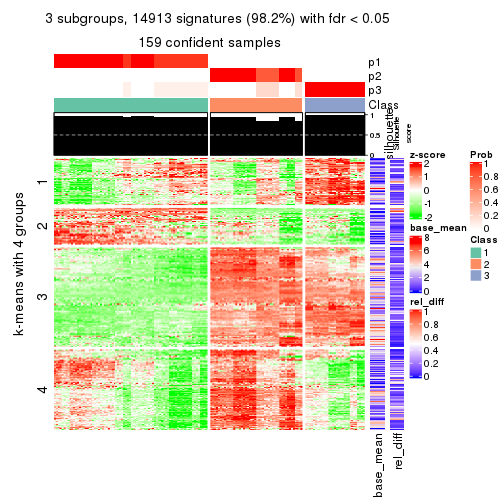 3 subgroups, 14913 signatures (98.2%) with fdr < 0.05
159 confident samples
p1
p2
p3
Class
1
0.5
0
silhouette
Silhouette
score
k-means with 4 groups
1
2
3
4
base_mean
rel_diff
z-score
2
1
0
-1
-2
base_mean
8
6
4
2
0
rel_diff
1
0.8
0.6
0.4
0.2
0
Prob
1
0.8
0.6
0.4
0.2
0
Class
1
2
3